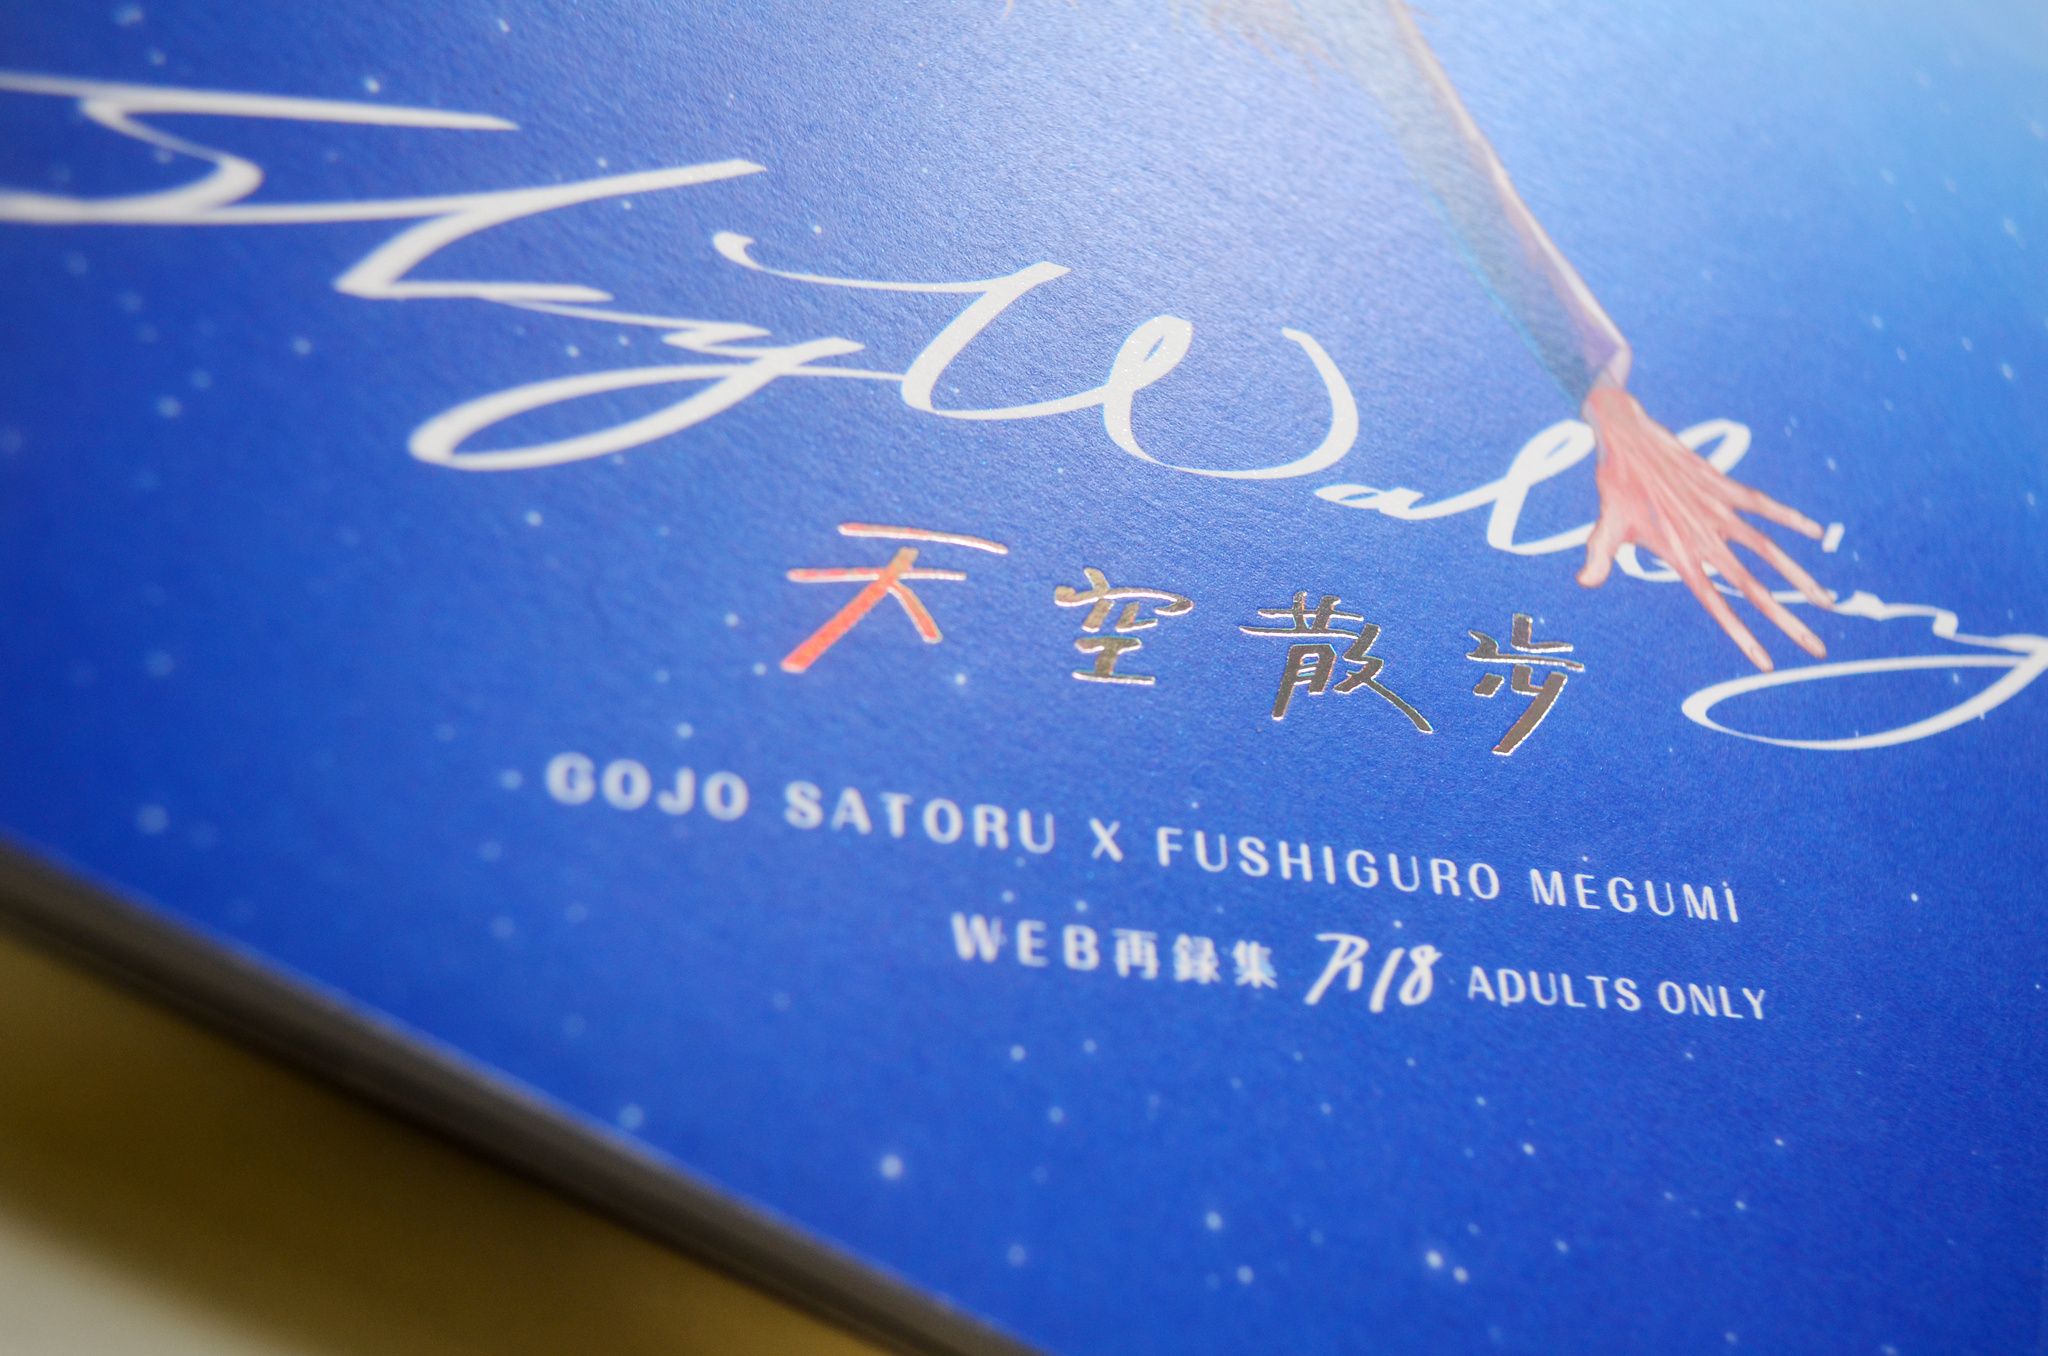 Sky Walking
天空散歩
GOJO SATORU X FUSHIGURO MEGUMI
WEB再録集 R18 ADULTS ONLY